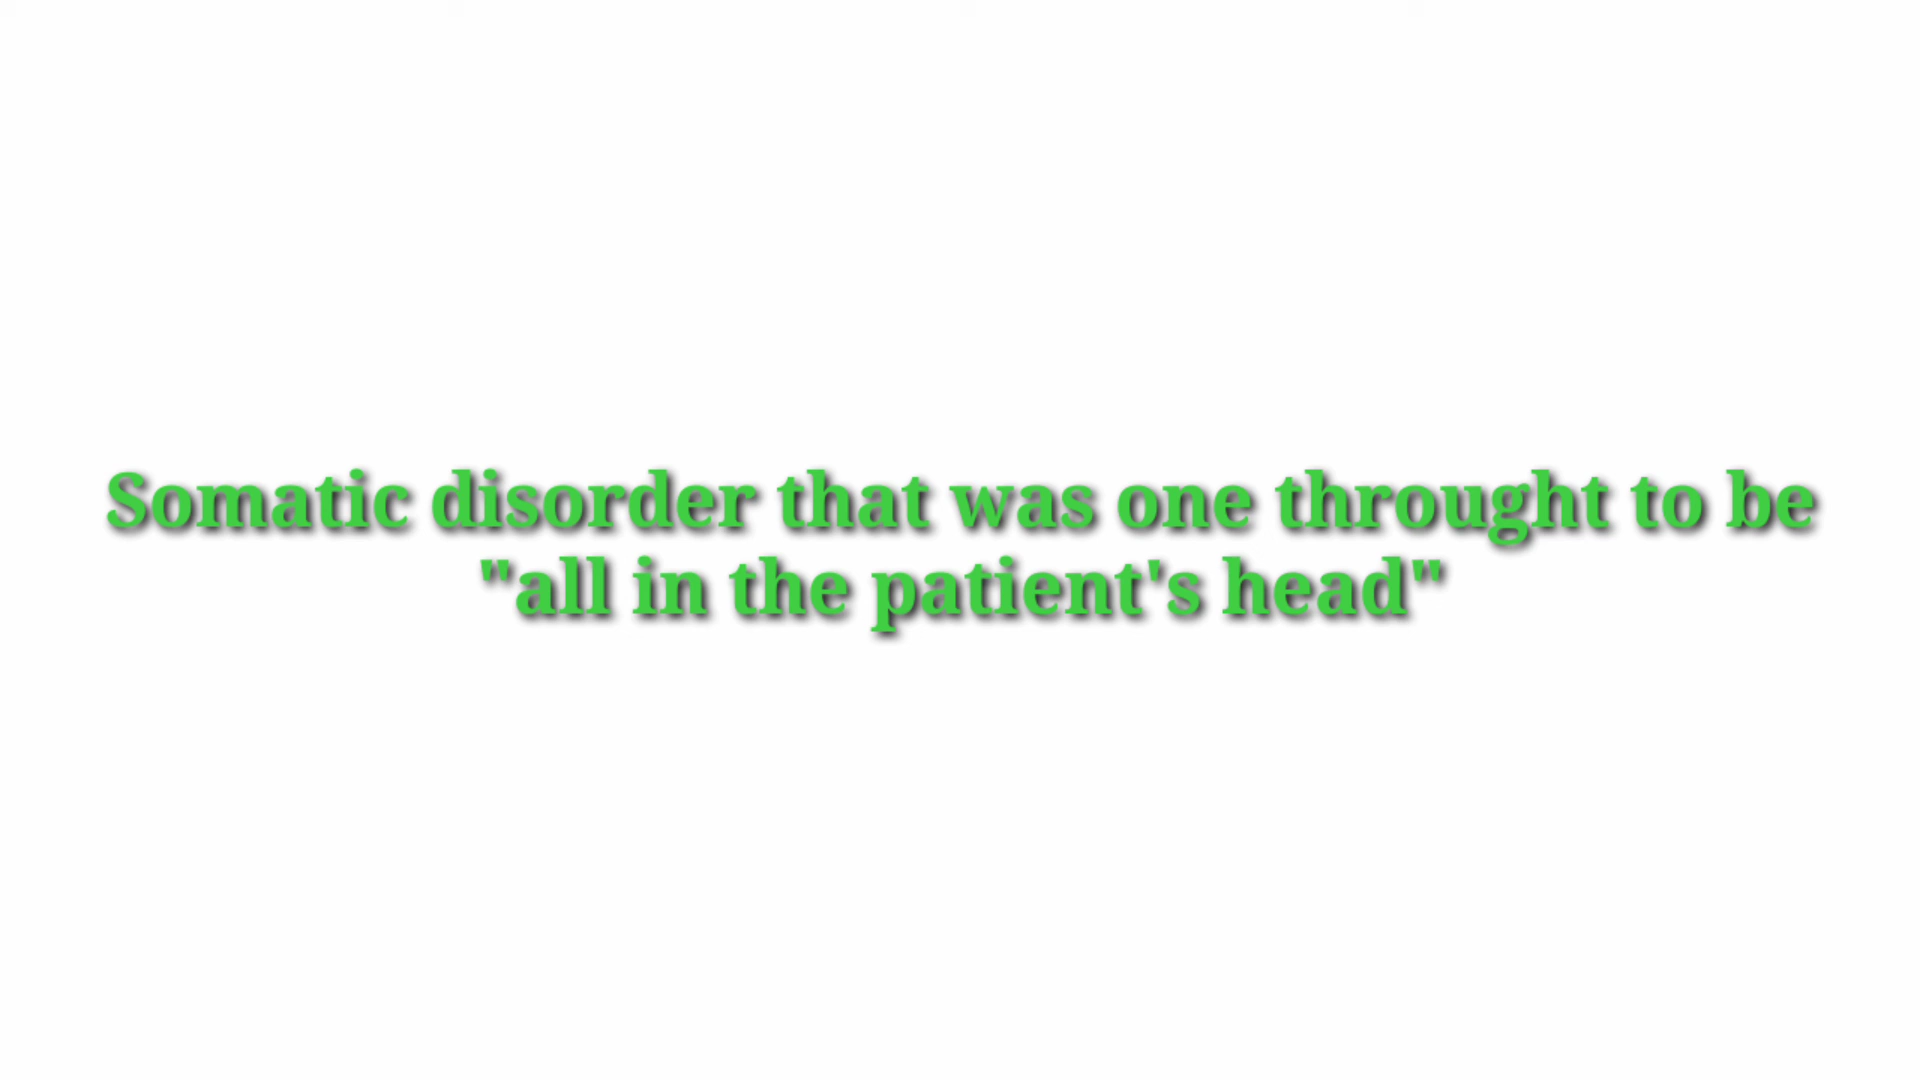 Somatic disorder that was one throught to be
"all in the patient's head"